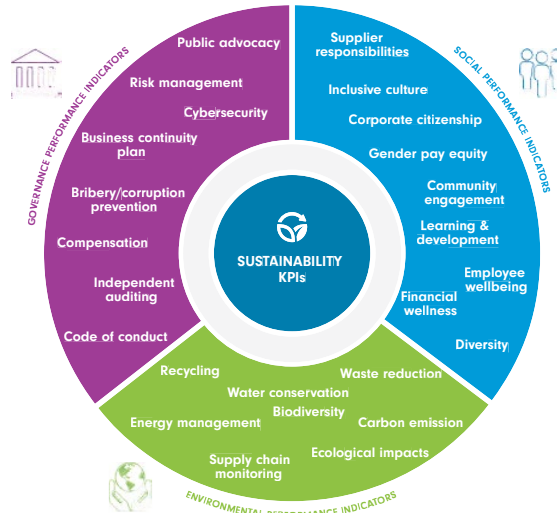 GOVERNANCE PERFORMANCE INDICATORS
Public advocacy
Risk management
Cybersecurity
Business continuity
plan
Bribery/corruption
prevention
Compensation
Independent
auditing
Code of conduct
SOCIAL PERFORMANCE INDICATORS
Supplier
responsibilities
Inclusive culture
Corporate citizenship
Gender pay equity
Community
engagement
Learning &
development
Employee
wellbeing
Financial
wellness
Diversity
SUSTAINABILITY
KPIs
Recycling
Waste reduction
Water conservation
Biodiversity
Energy management
Carbon emission
Ecological impacts
Supply chain
monitoring
ENVIRONMENTAL PERFORMANCE INDICATORS